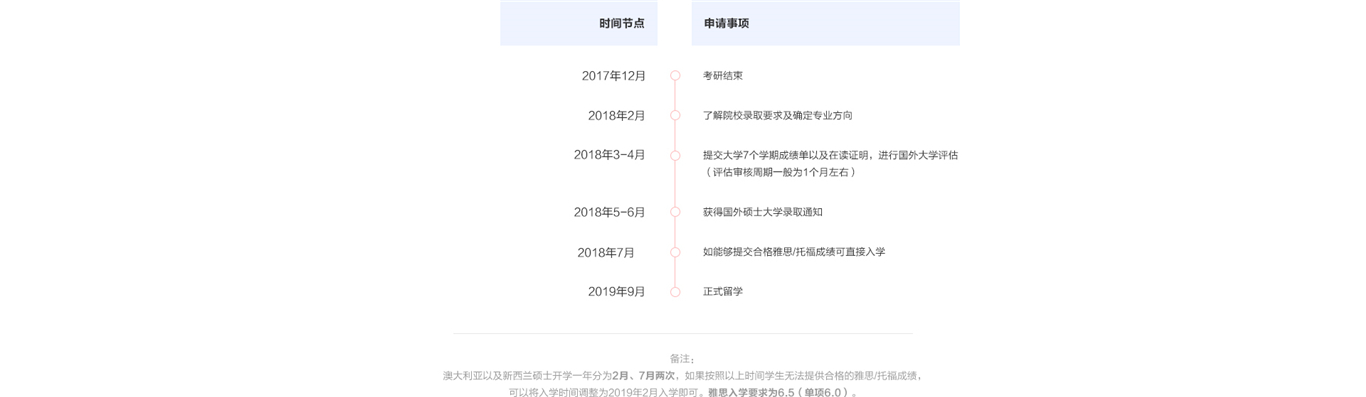 时间节点 申请事项
2017年12月 考研结束
2018年2月 了解院校录取要求及确定专业方向
2018年3-4月 提交大学7个学期成绩单以及在读证明，进行国外大学评估
（评估审核周期一般为1个月左右）
2018年5-6月 获得国外硕士大学录取通知
2018年7月 如能够提交合格雅思/托福成绩可直接入学
2019年9月 正式留学
备注：
澳大利亚以及新西兰硕士开学一年分为2月、7月两次，如果按照以上时间学生无法提供合格的雅思/托福成绩，
可以将入学时间调整为2019年2月入学即可。雅思入学要求为6.5（单项6.0）。